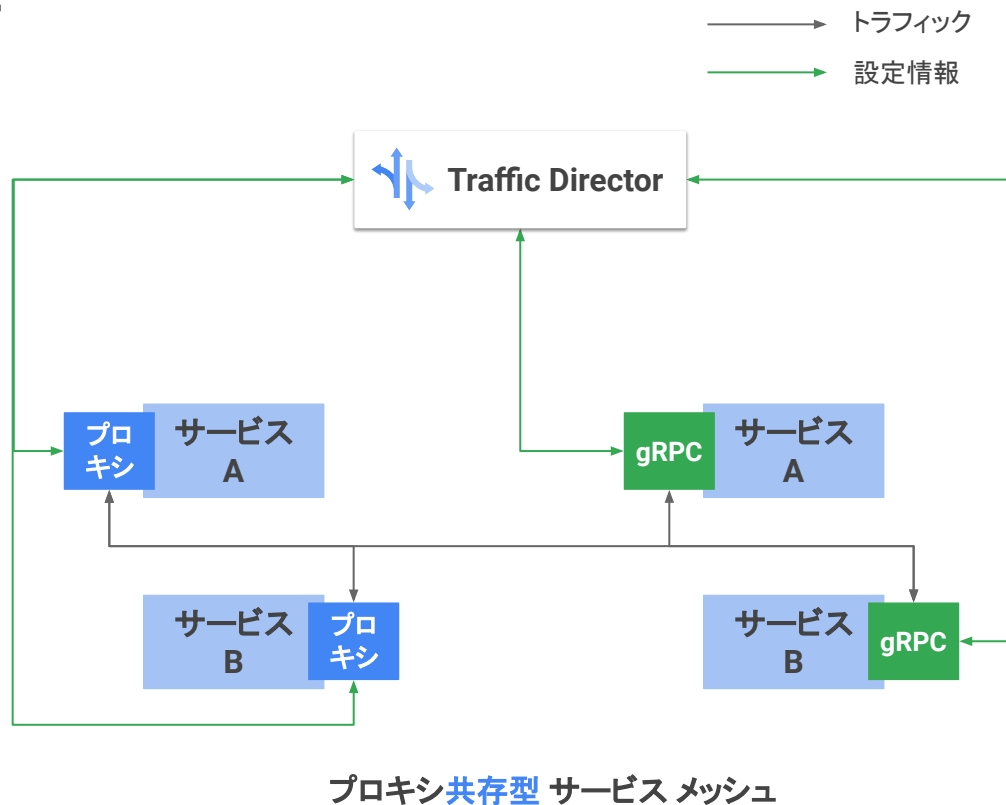 トラフィック
設定情報
Traffic Director
プロ
キシ
サービス
A
gRPC
サービス
A
サービス
B
プロ
キシ
サービス
B
gRPC
プロキシ共存型 サービス メッシュ